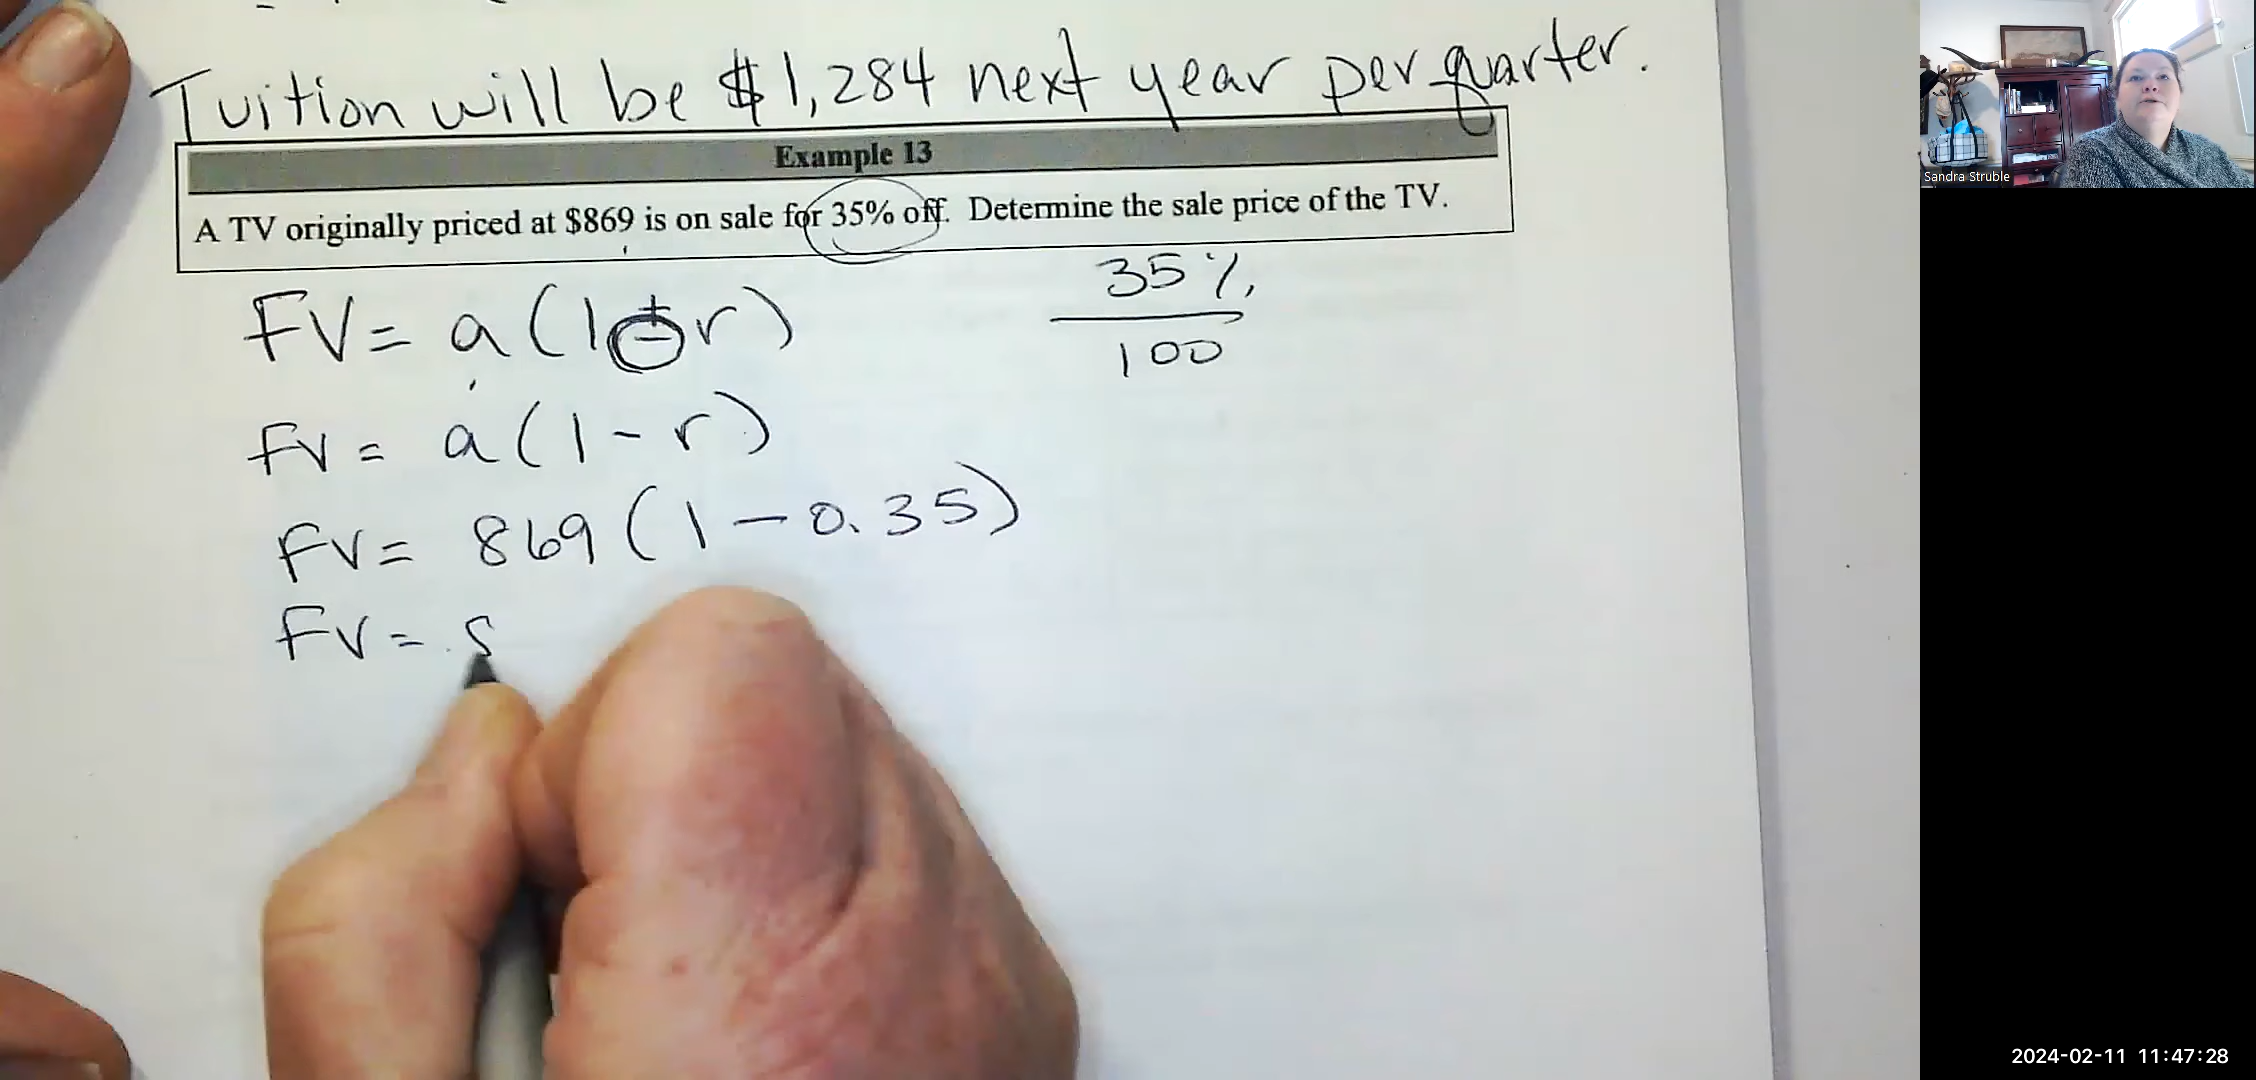 Tuition will be $1,284 next year per quarter.
Example 13
A TV originally priced at $869 is on sale for 35% off. Determine the sale price of the TV.
FV = a(1 ± r)
35%
100
FV = a(1 - r)
FV = 869(1 - 0.35)
FV =
Sandra Struble
2024-02-11 11:47:28